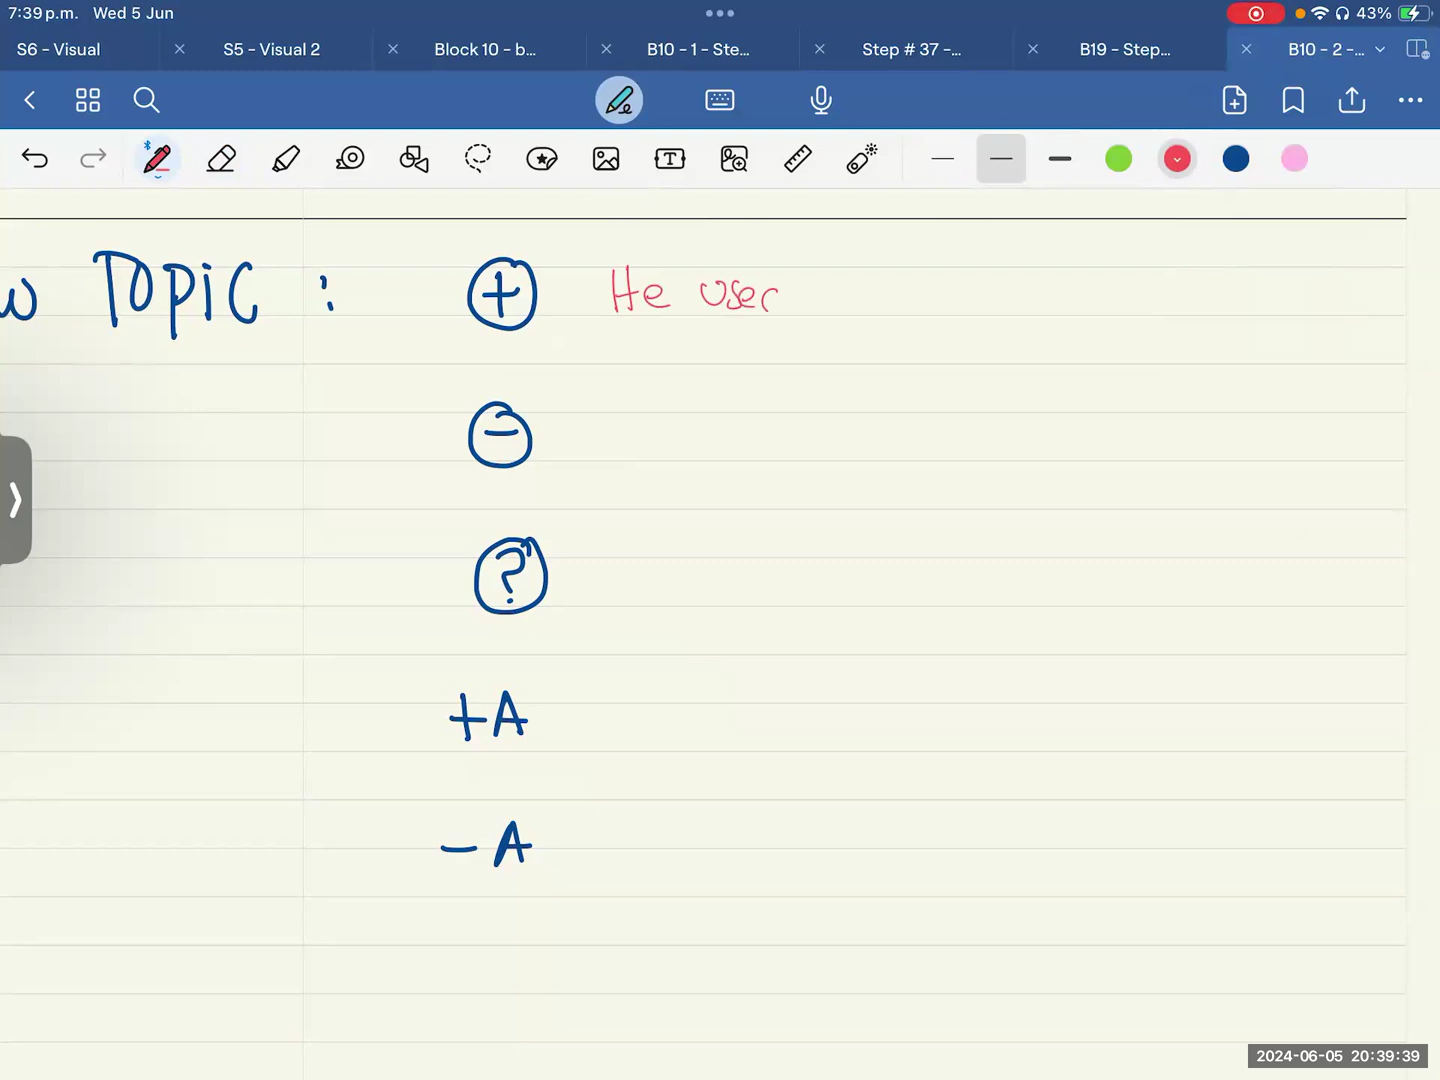 7:39 p.m. Wed 5 Jun
43%
S6 - Visual
S5 - Visual 2
Block 10 - b...
B10 - 1 - Ste...
Step # 37 -...
B19 - Step...
B10 - 2 -...
w Topic : + He user
-
?
+A
- A
2024-06-05 20:39:39